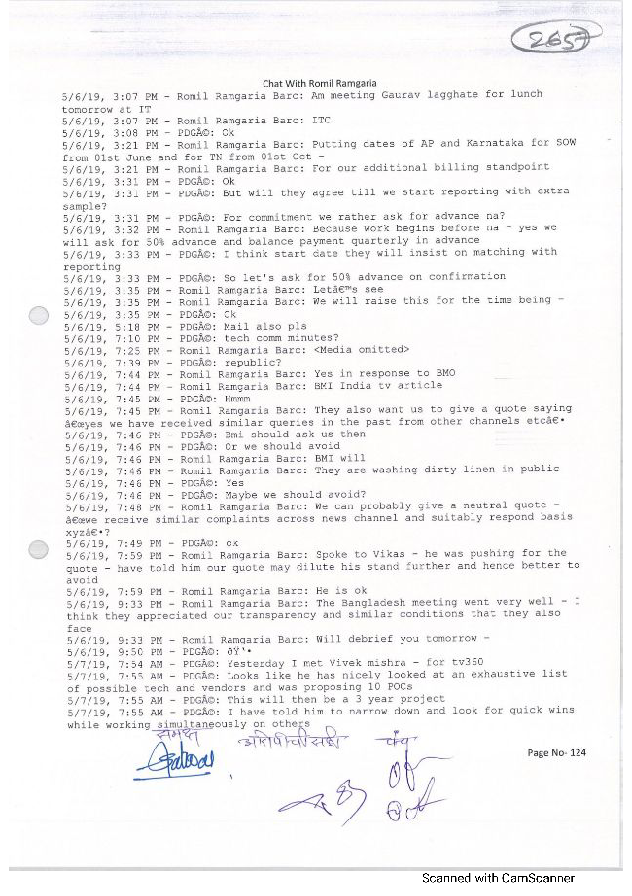 2657
Chat With Romil Ramgaria
5/6/19, 3:07 PM - Romil Ramgaria Barc: Am meeting Gaurav lagghate for lunch
tomorrow at IT
5/6/19, 3:07 PM - Romil Ramgaria Barc: ITC
5/6/19, 3:08 PM - PDGÂ©: Ok
5/6/19, 3:21 PM - Romil Ramgaria Barc: Putting dates of AP and Karnataka for SOW
from 01st June and for TN from 01st Oct -
5/6/19, 3:21 PM - Romil Ramgaria Barc: For our additional billing standpoint
5/6/19, 3:31 PM - PDGÂ©: Ok
5/6/19, 3:31 PM - PDGÂ©: But will they agree till we start reporting with extra
sample?
5/6/19, 3:31 PM - PDGÂ©: For commitment we rather ask for advance na?
5/6/19, 3:32 PM - Romil Ramgaria Barc: Because work begins before na - yes we
will ask for 50% advance and balance payment quarterly in advance
5/6/19, 3:33 PM - PDGÂ©: I think start date they will insist on matching with
reporting
5/6/19, 3:33 PM - PDGÂ©: So let's ask for 50% advance on confirmation
5/6/19, 3:35 PM - Romil Ramgaria Barc: Letâ€™s see
5/6/19, 3:35 PM - Romil Ramgaria Barc: We will raise this for the time being -
5/6/19, 3:35 PM - PDGÂ©: Ok
5/6/19, 5:18 PM - PDGÂ©: Mail also pls
5/6/19, 7:10 PM - PDGÂ©: tech comm minutes?
5/6/19, 7:25 PM - Romil Ramgaria Barc: <Media omitted>
5/6/19, 7:39 PM - PDGÂ©: republic?
5/6/19, 7:44 PM - Romil Ramgaria Barc: Yes in response to BMO
5/6/19, 7:44 PM - Romil Ramgaria Barc: BMI India tv article
5/6/19, 7:45 PM - PDGÂ©: Hmmm
5/6/19, 7:45 PM - Romil Ramgaria Barc: They also want us to give a quote saying
â€œyes we have received similar queries in the past from other channels etcâ€•
5/6/19, 7:46 PM - PDGÂ©: Bmi should ask us then
5/6/19, 7:46 PM - PDGÂ©: Or we should avoid
5/6/19, 7:46 PM - Romil Ramgaria Barc: BMI will
5/6/19, 7:46 PM - Romil Ramgaria Barc: They are washing dirty linen in public
5/6/19, 7:46 PM - PDGÂ©: Yes
5/6/19, 7:46 PM - PDGÂ©: Maybe we should avoid?
5/6/19, 7:48 PM - Romil Ramgaria Barc: We can probably give a neutral quote -
â€œwe receive similar complaints across news channel and suitably respond basis
xyzâ€•?
5/6/19, 7:49 PM - PDGÂ©: ok
5/6/19, 7:59 PM - Romil Ramgaria Barc: Spoke to Vikas - he was pushing for the
quote - have told him our quote may dilute his stand further and hence better to
avoid
5/6/19, 7:59 PM - Romil Ramgaria Barc: He is ok
5/6/19, 9:33 PM - Romil Ramgaria Barc: The Bangladesh meeting went very well - I
think they appreciated our transparency and similar conditions that they also
face
5/6/19, 9:33 PM - Romil Ramgaria Barc: Will debrief you tomorrow -
5/6/19, 9:50 PM - PDGÂ©: ðŸ‘•
5/7/19, 7:54 AM - PDGÂ©: Yesterday I met Vivek mishra - for tv350
5/7/19, 7:55 AM - PDGÂ©: Looks like he has nicely looked at an exhaustive list
of possible tech and vendors and was proposing 10 POCs
5/7/19, 7:55 AM - PDGÂ©: This will then be a 3 year project
5/7/19, 7:55 AM - PDGÂ©: I have told him to narrow down and look for quick wins
while working simultaneously on others
समक्ष
पंच
Page No- 124
Scanned with CamScanner